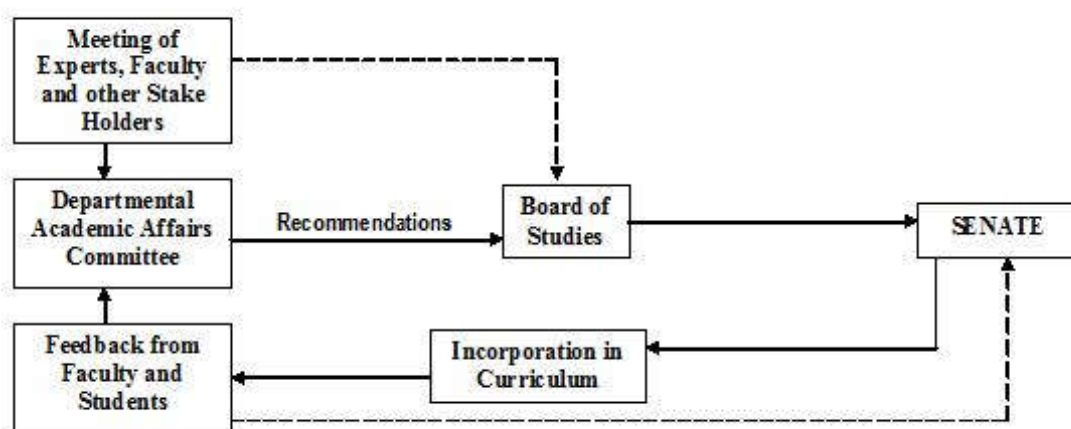 Meeting of
Experts, Faculty
and other Stake
Holders
Departmental
Academic Affairs
Committee
Recommendations
Board of
Studies
SENATE
Feedback from
Faculty and
Students
Incorporation in
Curriculum